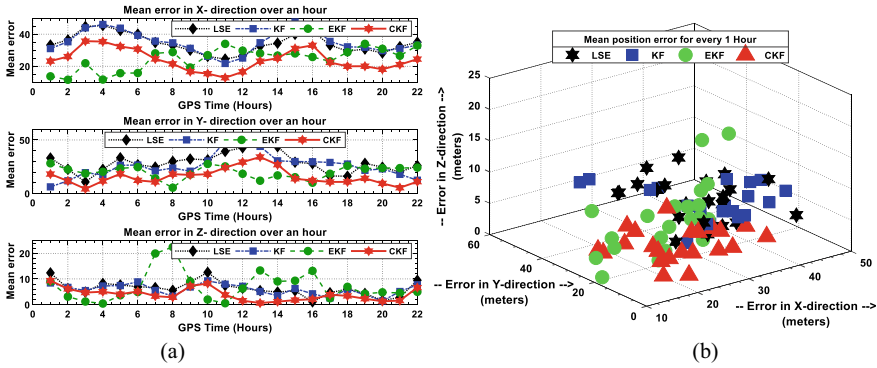 Mean error in X- direction over an hour
LSE KF EKF CKF
Mean error
40
20
0 2 4 6 8 10 12 14 16 18 20 22
GPS Time (Hours)
Mean error in Y- direction over an hour
LSE KF EKF CKF
Mean error
50
0
0 2 4 6 8 10 12 14 16 18 20 22
GPS Time (Hours)
Mean error in Z- direction over an hour
LSE KF EKF CKF
Mean error
20
10
0
0 2 4 6 8 10 12 14 16 18 20 22
GPS Time (Hours)
(a)
Mean position error for every 1 Hour
LSE KF EKF CKF
-- Error in Z-direction -->
(meters)
25
20
15
10
5
0
60
40
20
0
-- Error in Y-direction -->
(meters)
10
20
30
40
50
-- Error in X-direction -->
(meters)
(b)